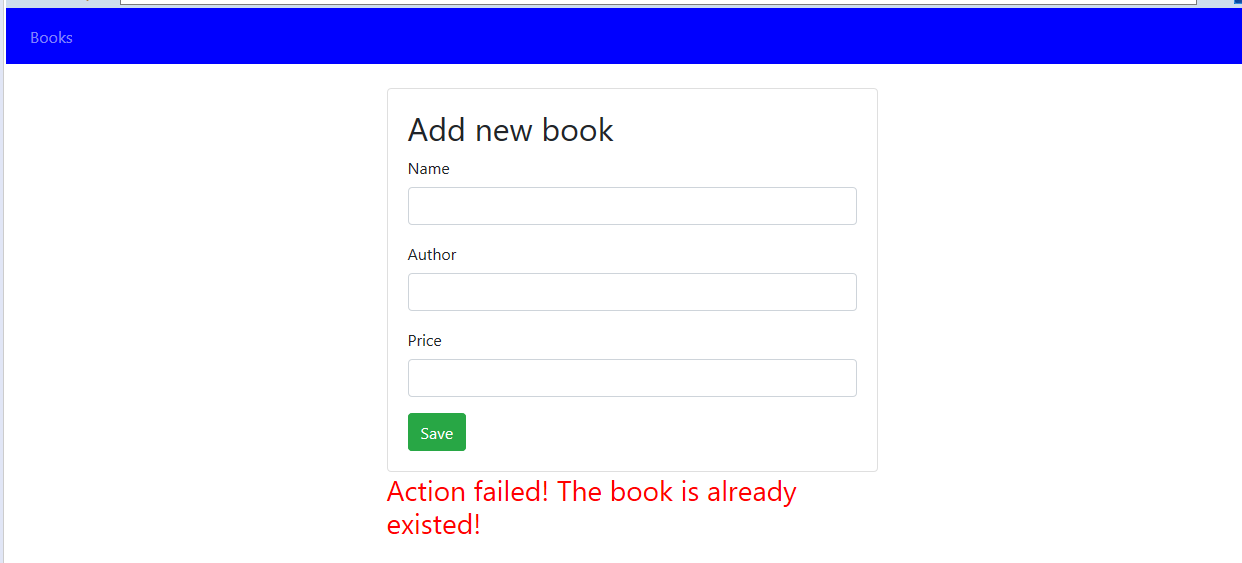 Books
Add new book
Name
Author
Price
Save
Action failed! The book is already
existed!